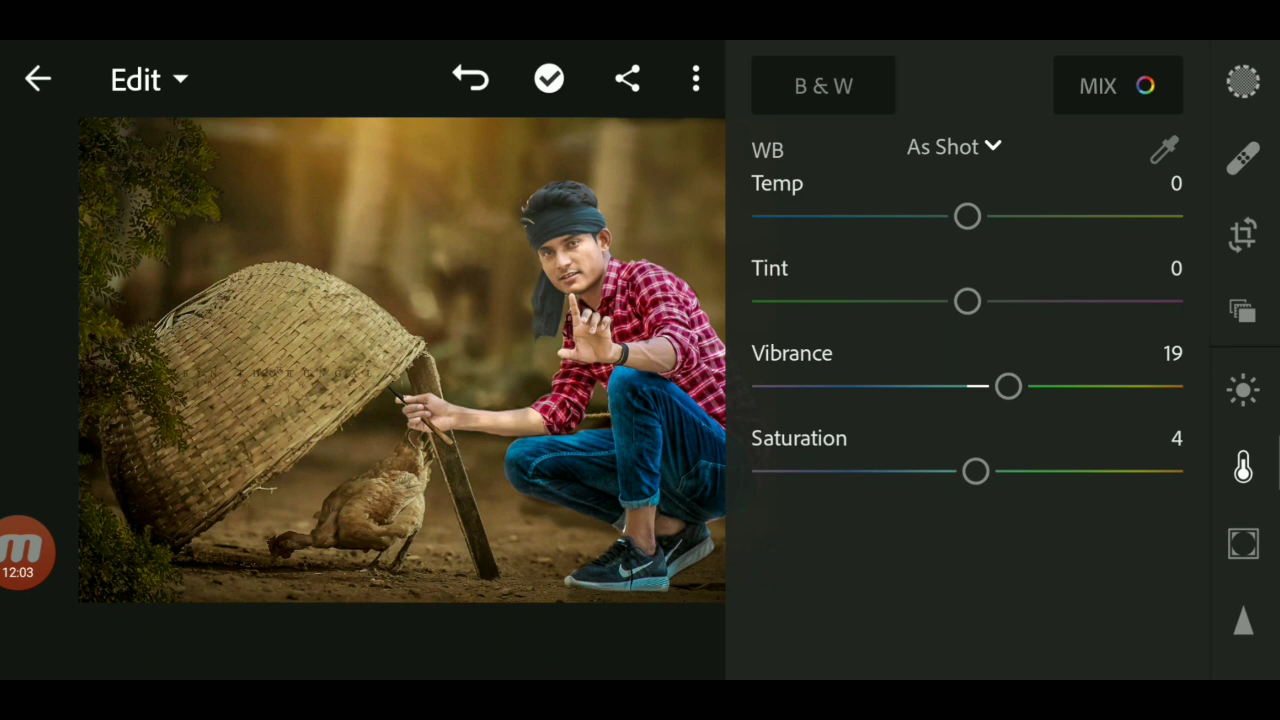 Edit
B & W
MIX
WB
As Shot
Temp
0
Tint
0
Vibrance
19
Saturation
4
12:03